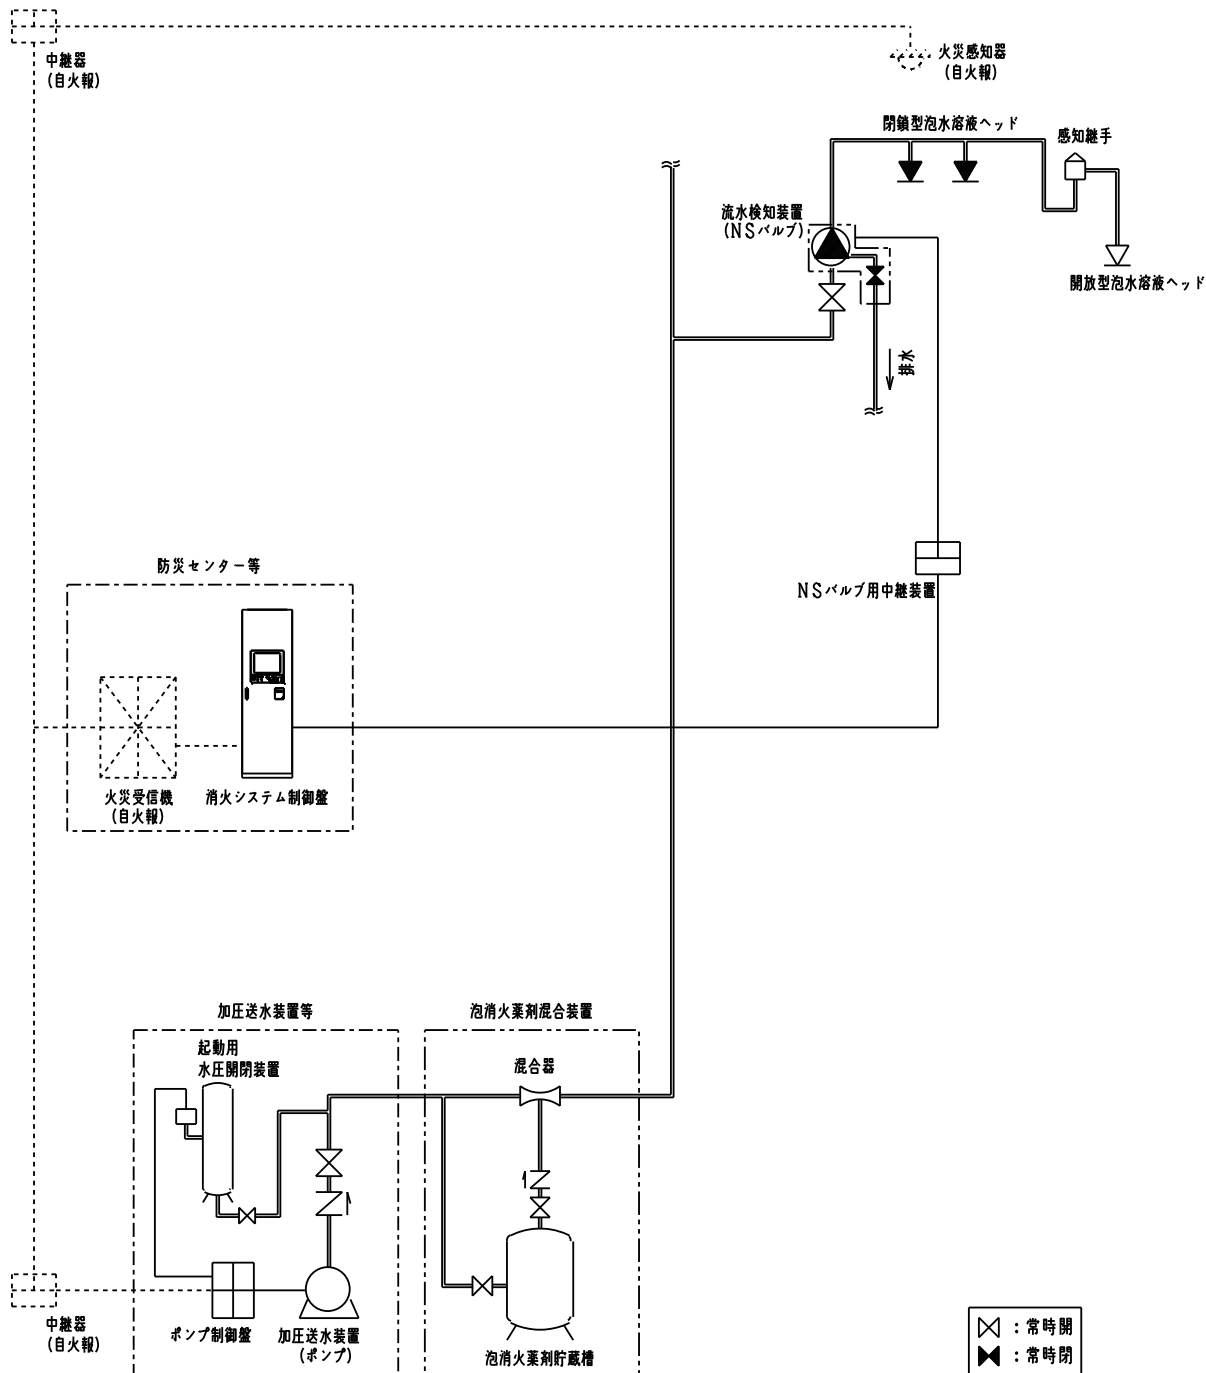 中継器
(自火報)
火災感知器
(自火報)
閉鎖型泡水溶液ヘッド
感知継手
流水検知装置
(NSバルブ)
開放型泡水溶液ヘッド
排水
防災センター等
NSバルブ用中継装置
火災受信機
(自火報)
消火システム制御盤
加圧送水装置等
泡消火薬剤混合装置
起動用
水圧開閉装置
混合器
中継器
(自火報)
ポンプ制御盤
加圧送水装置
(ポンプ)
泡消火薬剤貯蔵槽
:常時開
:常時閉